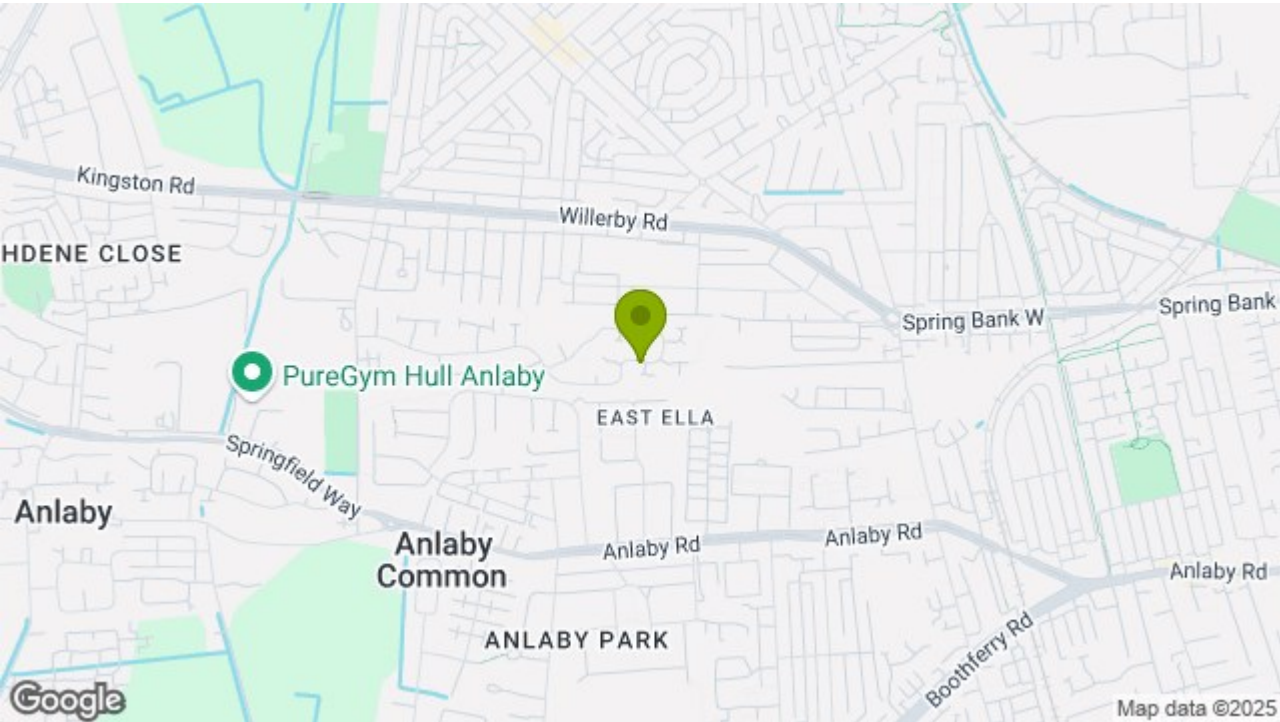 Kingston Rd
Willerby Rd
HDENE CLOSE
Spring Bank W
Spring Bank
PureGym Hull Anlaby
EAST ELLA
Springfield Way
Anlaby
Anlaby
Common
Anlaby Rd
Anlaby Rd
Anlaby Rd
ANLABY PARK
Boothferry Rd
Google
Map data ©2025